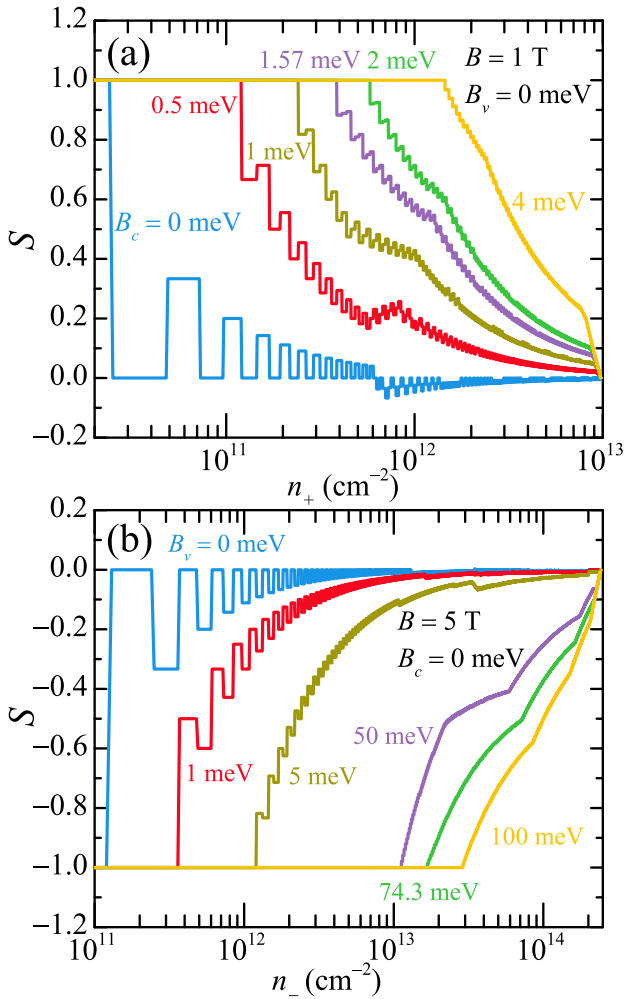 (a)
1.57 meV
2 meV
B = 1 T
B_v = 0 meV
0.5 meV
1 meV
4 meV
B_c = 0 meV
S
1.2
1.0
0.8
0.6
0.4
0.2
0.0
−0.2
10^11
10^12
10^13
n_+ (cm^−2)
(b)
B_v = 0 meV
B = 5 T
B_c = 0 meV
1 meV
5 meV
50 meV
100 meV
74.3 meV
S
0.2
0.0
−0.2
−0.4
−0.6
−0.8
−1.0
−1.2
10^11
10^12
10^13
10^14
n_− (cm^−2)